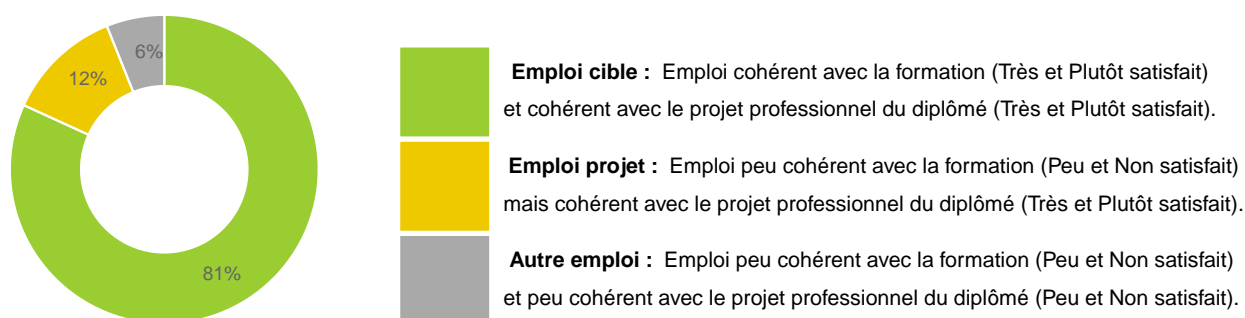 6%
12%
81%
Emploi cible : Emploi cohérent avec la formation (Très et Plutôt satisfait)
et cohérent avec le projet professionnel du diplômé (Très et Plutôt satisfait).
Emploi projet : Emploi peu cohérent avec la formation (Peu et Non satisfait)
mais cohérent avec le projet professionnel du diplômé (Très et Plutôt satisfait).
Autre emploi : Emploi peu cohérent avec la formation (Peu et Non satisfait)
et peu cohérent avec le projet professionnel du diplômé (Peu et Non satisfait).